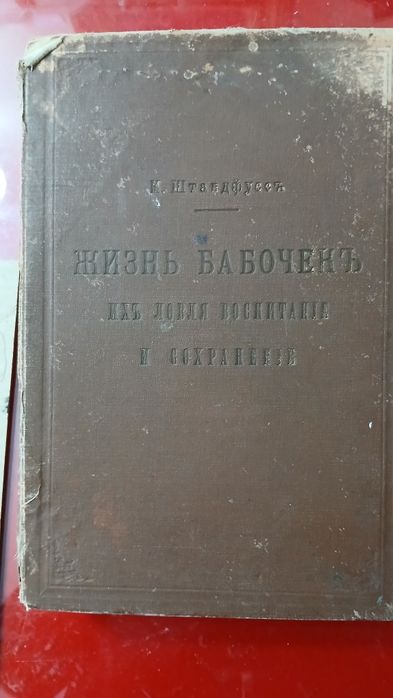 К. Штандфуссъ
ЖИЗНЬ БАБОЧЕКЪ
ИХЪ ЛОВЛЯ ВОСПИТАНІЕ
И СОХРАНЕНІЕ